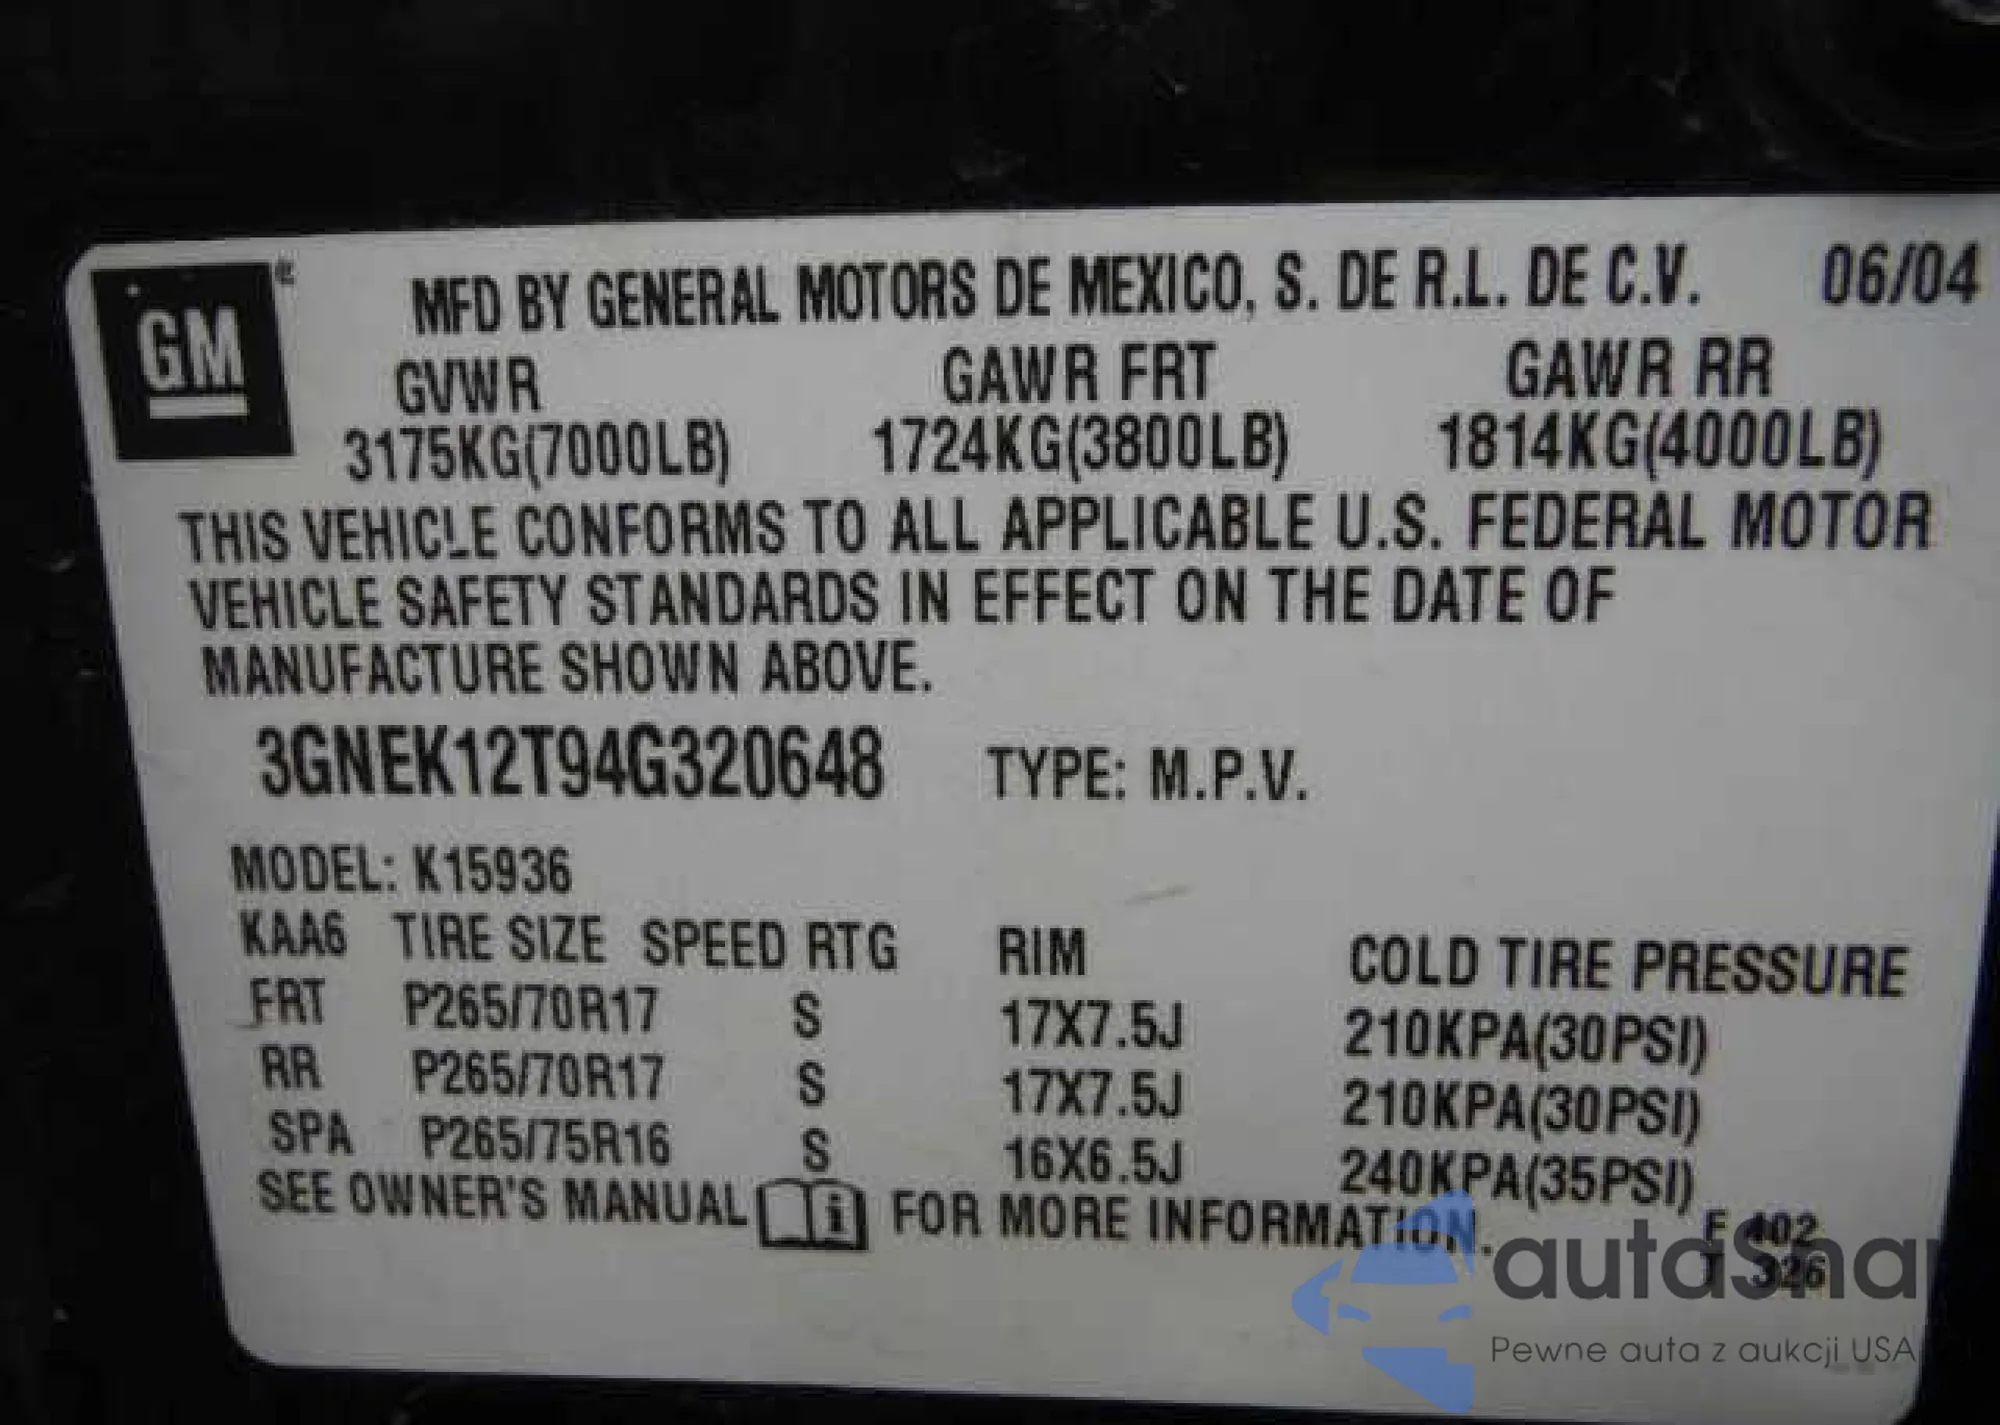 GM
MFD BY GENERAL MOTORS DE MEXICO, S. DE R.L. DE C.V. 06/04
GVWR GAWR FRT GAWR RR
3175KG(7000LB) 1724KG(3800LB) 1814KG(4000LB)
THIS VEHICLE CONFORMS TO ALL APPLICABLE U.S. FEDERAL MOTOR
VEHICLE SAFETY STANDARDS IN EFFECT ON THE DATE OF
MANUFACTURE SHOWN ABOVE.
3GNEK12T94G320648 TYPE: M.P.V.
MODEL: K15936
KAA6 TIRE SIZE SPEED RTG RIM COLD TIRE PRESSURE
FRT P265/70R17 S 17X7.5J 210KPA(30PSI)
RR P265/70R17 S 17X7.5J 210KPA(30PSI)
SPA P265/75R16 S 16X6.5J 240KPA(35PSI)
SEE OWNER'S MANUAL i FOR MORE INFORMATION.
F 402
326
autaSna
Pewne auta z aukcji USA